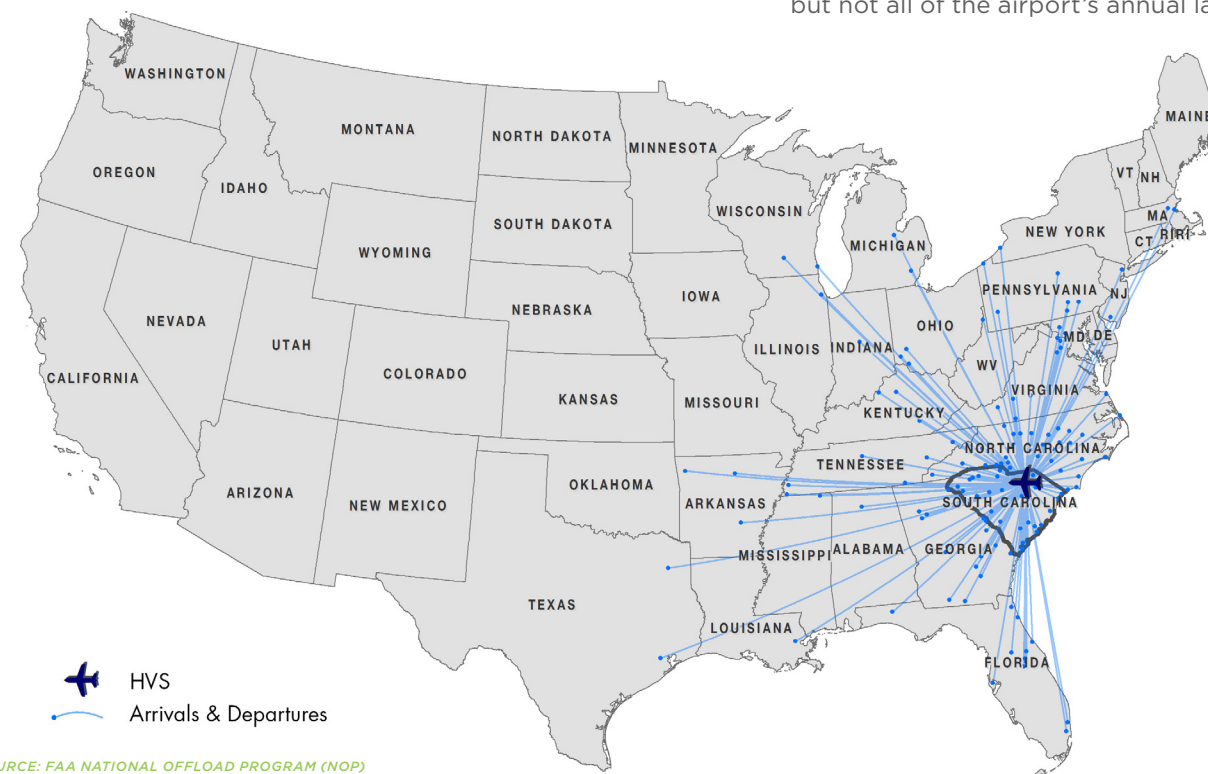 but not all of the airport's annual la
WASHINGTON
MAINE
MONTANA
NORTH DAKOTA
MINNESOTA
OREGON
VT
NH
IDAHO
WISCONSIN
SOUTH DAKOTA
MA
NEW YORK
CT
RI
RI
MICHIGAN
WYOMING
PENNSYLVANIA
NJ
IOWA
NEBRASKA
NEVADA
OHIO
UTAH
ILLINOIS
INDIANA
MD
DE
WV
COLORADO
CALIFORNIA
VIRGINIA
KANSAS
MISSOURI
KENTUCKY
NORTH CAROLINA
TENNESSEE
OKLAHOMA
ARIZONA
NEW MEXICO
ARKANSAS
SOUTH CAROLINA
MISSISSIPPI
ALABAMA
GEORGIA
TEXAS
LOUISIANA
FLORIDA
HVS
Arrivals & Departures
URCE: FAA NATIONAL OFFLOAD PROGRAM (NOP)